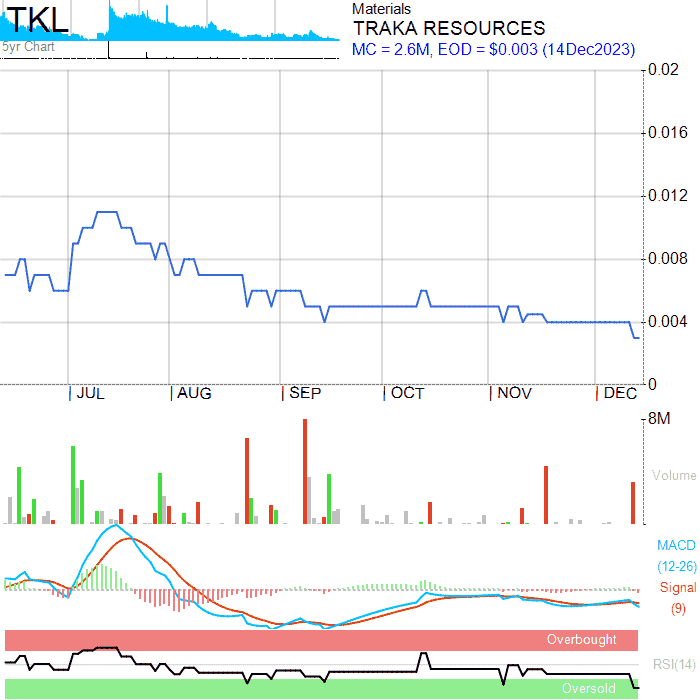 TKL
5yr Chart
Materials
TRAKA RESOURCES
MC = 2.6M, EOD = $0.003 (14Dec2023)
0.02
0.016
0.012
0.008
0.004
0
JUL AUG SEP OCT NOV DEC
8M
Volume
MACD
(12-26)
Signal
(9)
Overbought
RSI(14)
Oversold